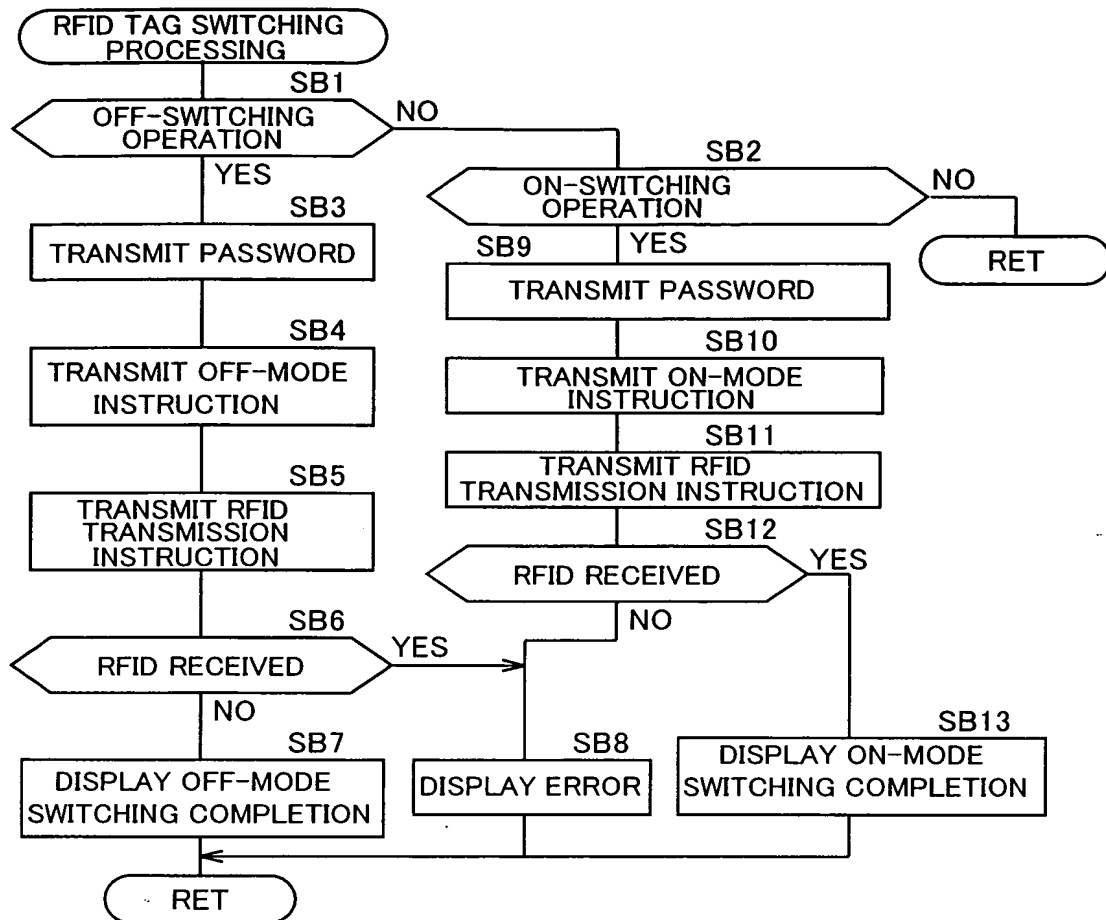 RFID TAG SWITCHING
PROCESSING
SB1
OFF-SWITCHING
OPERATION
NO
YES
SB2
ON-SWITCHING
OPERATION
NO
YES
RET
SB3
TRANSMIT PASSWORD
SB9
TRANSMIT PASSWORD
SB4
TRANSMIT OFF-MODE
INSTRUCTION
SB10
TRANSMIT ON-MODE
INSTRUCTION
SB5
TRANSMIT RFID
TRANSMISSION
INSTRUCTION
SB11
TRANSMIT RFID
TRANSMISSION INSTRUCTION
SB12
RFID RECEIVED
YES
NO
SB6
RFID RECEIVED
YES
NO
SB7
DISPLAY OFF-MODE
SWITCHING COMPLETION
SB8
DISPLAY ERROR
SB13
DISPLAY ON-MODE
SWITCHING COMPLETION
RET